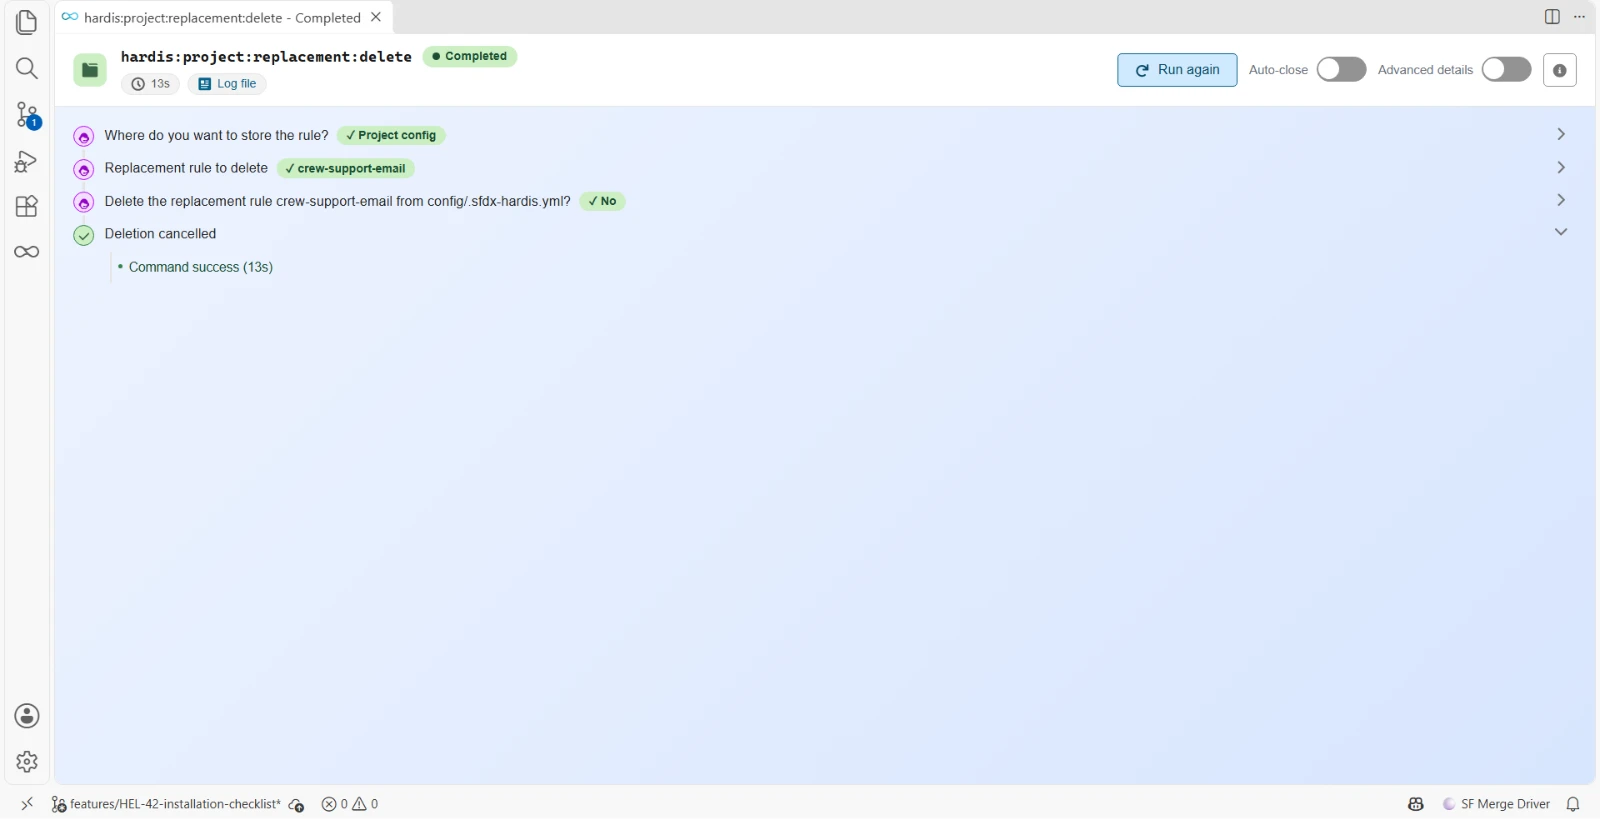 hardis:project:replacement:delete - Completed
hardis:project:replacement:delete
Completed
13s
Log file
Run again
Auto-close
Advanced details
Where do you want to store the rule? ✓ Project config
Replacement rule to delete ✓ crew-support-email
Delete the replacement rule crew-support-email from config/.sfdx-hardis.yml? ✓ No
Deletion cancelled
• Command success (13s)
1
features/HEL-42-installation-checklist* 0 0
SF Merge Driver